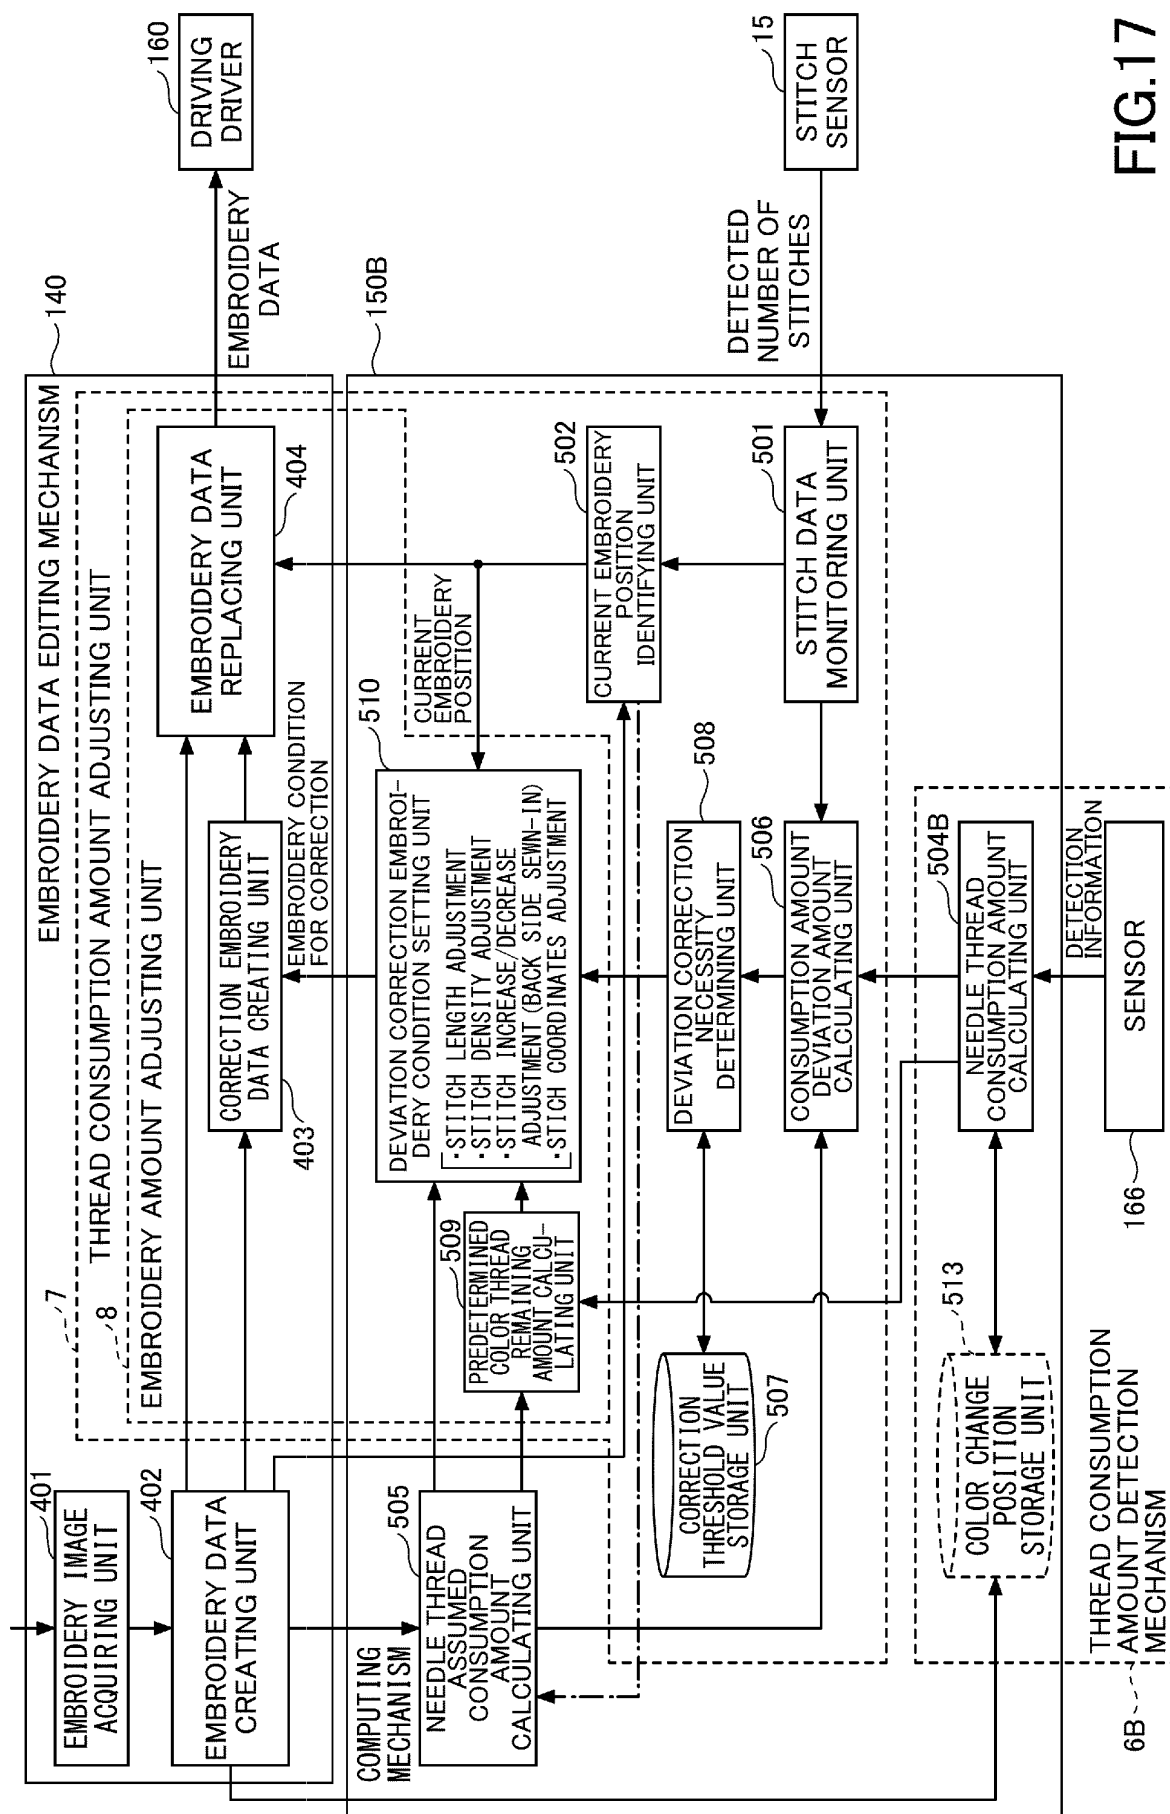 EMBROIDERY DATA EDITING MECHANISM
140
7
THREAD CONSUMPTION AMOUNT ADJUSTING UNIT
8
EMBROIDERY AMOUNT ADJUSTING UNIT
401
EMBROIDERY IMAGE
ACQUIRING UNIT
402
EMBROIDERY DATA
CREATING UNIT
403
CORRECTION EMBROIDERY
DATA CREATING UNIT
404
EMBROIDERY DATA
REPLACING UNIT
EMBROIDERY
DATA
160
DRIVING
DRIVER
EMBROIDERY CONDITION
FOR CORRECTION
CURRENT
EMBROIDERY
POSITION
150B
COMPUTING
MECHANISM
505
NEEDLE THREAD
ASSUMED
CONSUMPTION
AMOUNT
CALCULATING UNIT
509
PREDETERMINED
COLOR THREAD
REMAINING
AMOUNT CALCU-
LATING UNIT
510
DEVIATION CORRECTION EMBROI-
DERY CONDITION SETTING UNIT
・STITCH LENGTH ADJUSTMENT
・STITCH DENSITY ADJUSTMENT
・STITCH INCREASE/DECREASE
ADJUSTMENT (BACK SIDE SEWN-IN)
・STICH COORDINATES ADJUSTMENT
502
CURRENT EMBROIDERY
POSITION
IDENTIFYING UNIT
CORRECTION
THRESHOLD VALUE
STORAGE UNIT
507
508
DEVIATION CORRECTION
NECESSITY
DETERMINING UNIT
506
CONSUMPTION AMOUNT
DEVIATION AMOUNT
CALCULATING UNIT
501
STITCH DATA
MONITORING UNIT
DETECTED
NUMBER OF
STITCHES
15
STITCH
SENSOR
513
COLOR CHANGE
POSITION
STORAGE UNIT
504B
NEEDLE THREAD
CONSUMPTION AMOUNT
CALCULATING UNIT
DETECTION
INFORMATION
SENSOR
166
THREAD CONSUMPTION
AMOUNT DETECTION
MECHANISM
6B
FIG.17